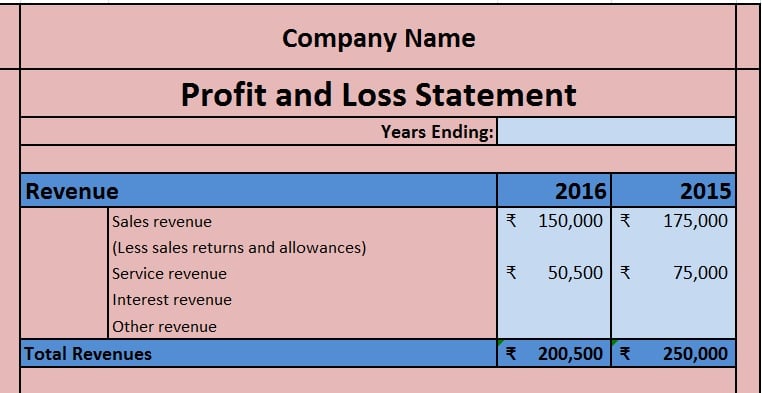 Company Name
Profit and Loss Statement
Years Ending:
Revenue 2016 2015
Sales revenue ₹ 150,000 ₹ 175,000
(Less sales returns and allowances)
Service revenue ₹ 50,500 ₹ 75,000
Interest revenue
Other revenue
Total Revenues ₹ 200,500 ₹ 250,000